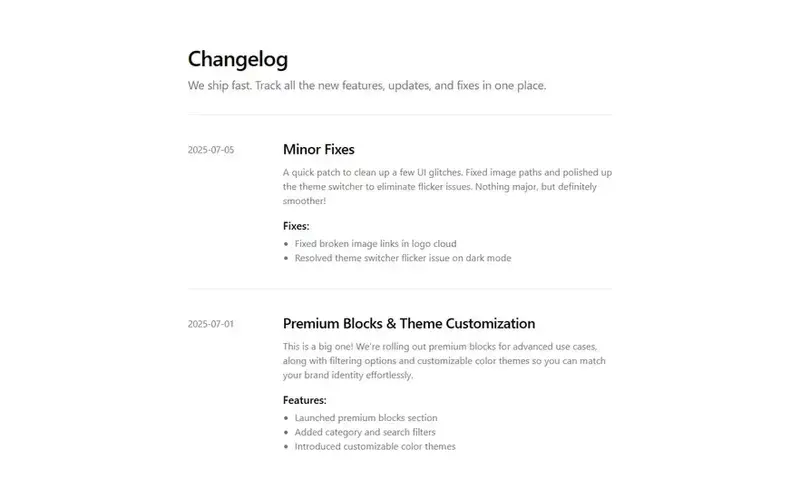 Changelog
We ship fast. Track all the new features, updates, and fixes in one place.
2025-07-05
Minor Fixes
A quick patch to clean up a few UI glitches. Fixed image paths and polished up
the theme switcher to eliminate flicker issues. Nothing major, but definitely
smoother!
Fixes:
• Fixed broken image links in logo cloud
• Resolved theme switcher flicker issue on dark mode
2025-07-01
Premium Blocks & Theme Customization
This is a big one! We're rolling out premium blocks for advanced use cases,
along with filtering options and customizable color themes so you can match
your brand identity effortlessly.
Features:
• Launched premium blocks section
• Added category and search filters
• Introduced customizable color themes